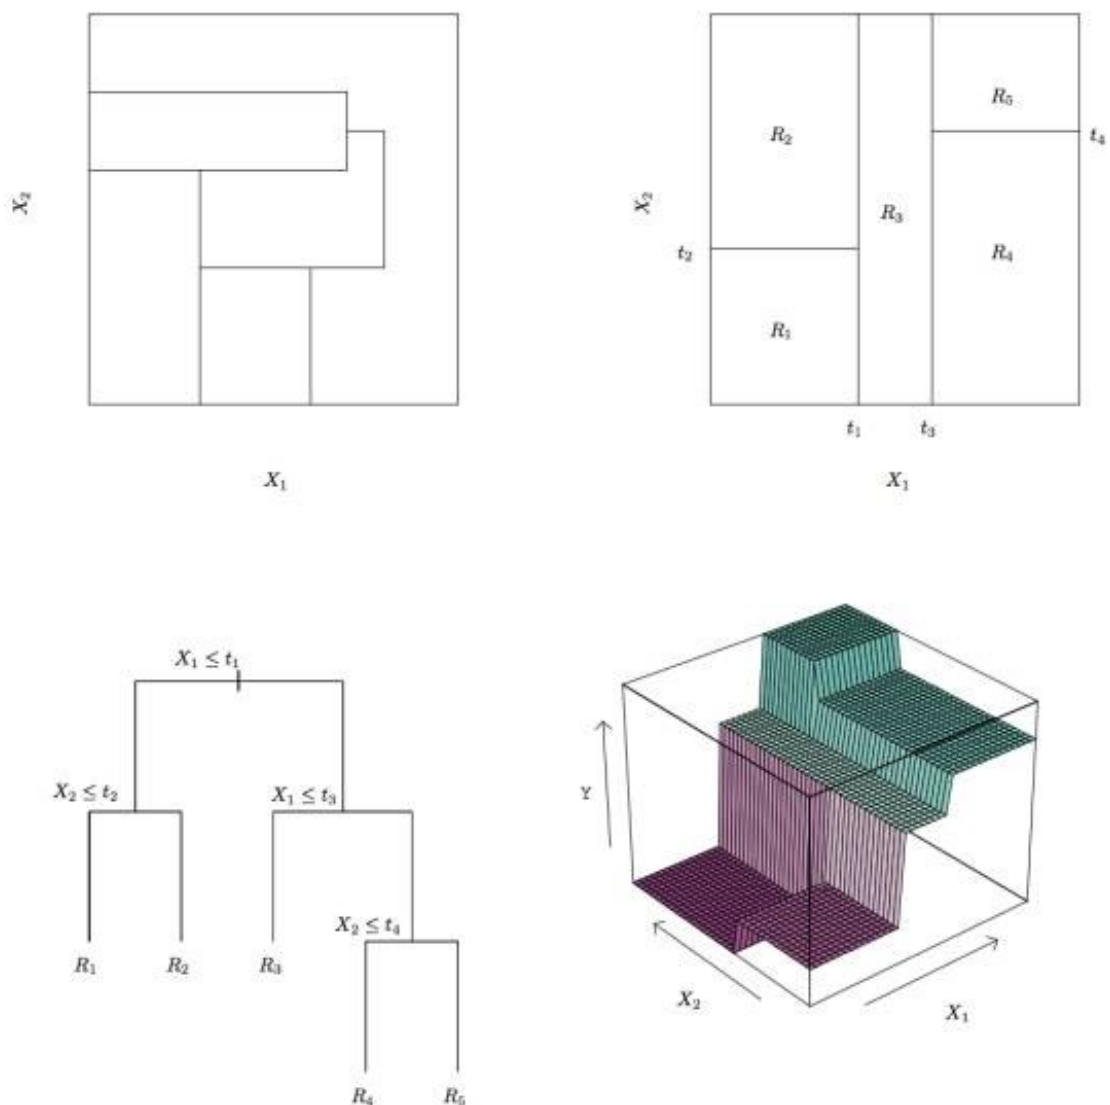 X₂
X₁
R₂
R₅
t₄
X₂
R₃
t₂
R₄
R₁
t₁
t₃
X₁
X₁ ≤ t₁
X₂ ≤ t₂
X₁ ≤ t₃
X₂ ≤ t₄
R₁
R₂
R₃
R₄
R₅
Y
X₂
X₁